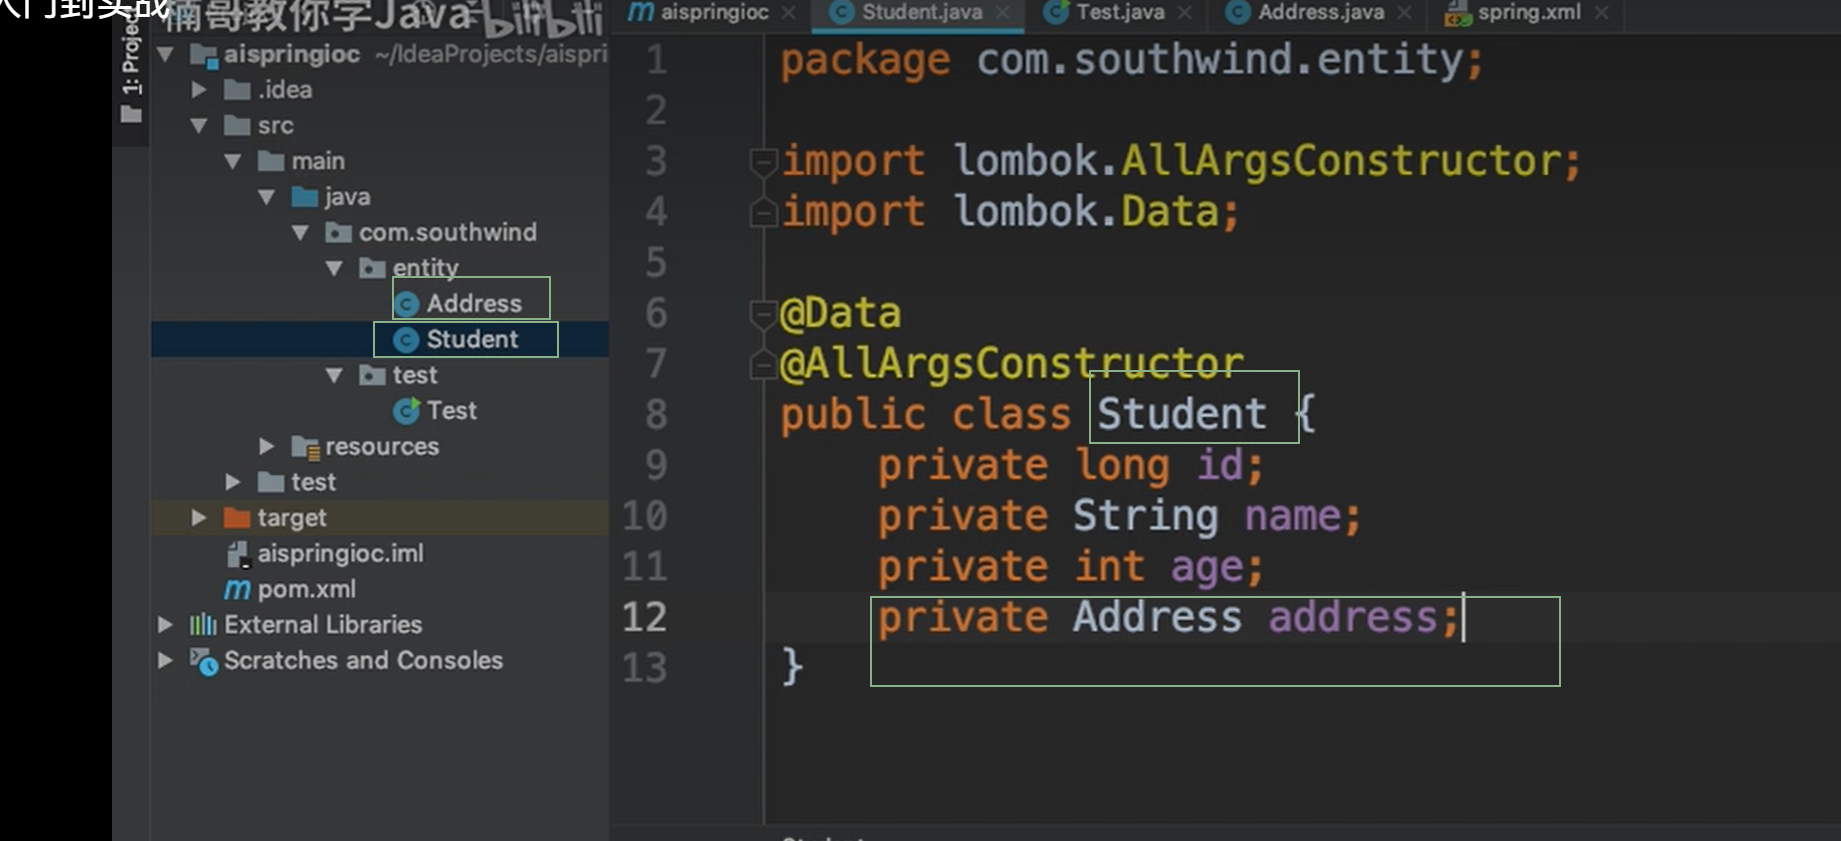 入门到实战
楠哥教你学Java bilibili
1: Project
aispringioc ~/IdeaProjects/aispri
.idea
src
main
java
com.southwind
entity
Address
Student
test
Test
resources
test
target
aispringioc.iml
pom.xml
External Libraries
Scratches and Consoles
aispringioc
Student.java
Test.java
Address.java
spring.xml
1 package com.southwind.entity;
2
3 import lombok.AllArgsConstructor;
4 import lombok.Data;
5
6 @Data
7 @AllArgsConstructor
8 public class Student {
9 private long id;
10 private String name;
11 private int age;
12 private Address address;
13 }